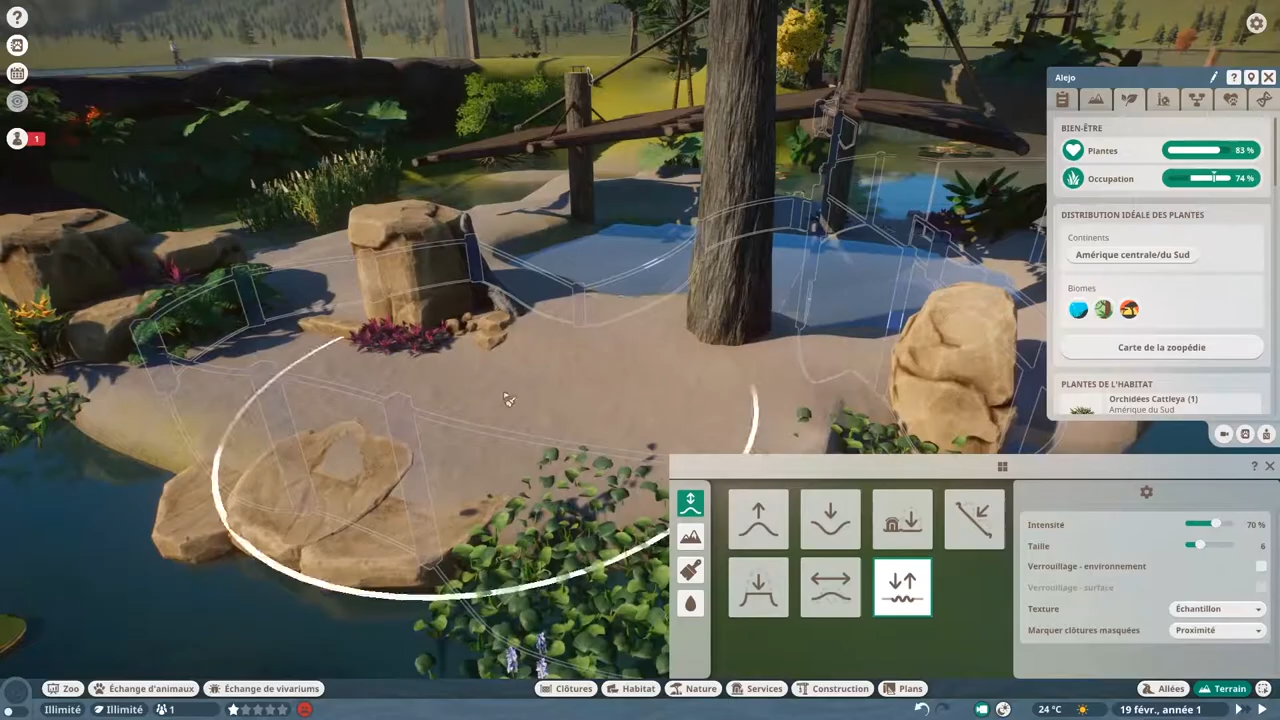 ?
1
Alejo
?
BIEN-ÊTRE
Plantes 83 %
Occupation 74 %
DISTRIBUTION IDÉALE DES PLANTES
Continents
Amérique centrale/du Sud
Biomes
Carte de la zoopédie
PLANTES DE L'HABITAT
Orchidées Cattleya (1)
Amérique du Sud
?
Intensité 70 %
Taille 6
Verrouillage - environnement
Verrouillage - surface
Texture Échantillon
Marquer clôtures masquées Proximité
Zoo Échange d'animaux Échange de vivariums Clôtures Habitat Nature Services Construction Plans Allées Terrain
Illimité Illimité 1 24 °C 19 févr., année 1